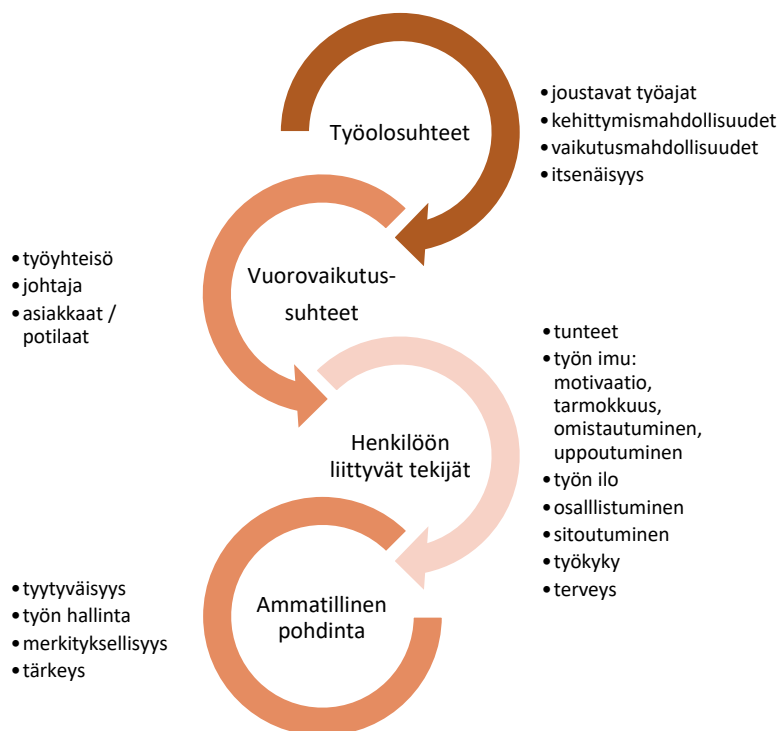 Työolosuhteet
•joustavat työajat
•kehittymismahdollisuudet
•vaikutusmahdollisuudet
•itsenäisyys
Vuorovaikutus-
suhteet
•työyhteisö
•johtaja
•asiakkaat /
potilaat
Henkilöön
liittyvät tekijät
•tunteet
•työn imu:
motivaatio,
tarmokkuus,
omistautuminen,
uppoutuminen
•työn ilo
•osalllistuminen
•sitoutuminen
•työkyky
•terveys
Ammatillinen
pohdinta
•tyytyväisyys
•työn hallinta
•merkityksellisyys
•tärkeys